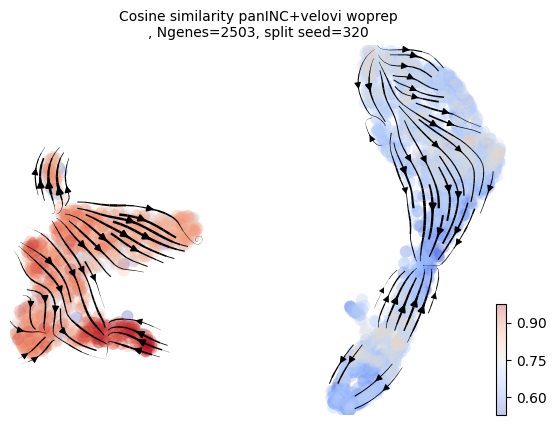 Cosine similarity panINC+velovi woprep
, Ngenes=2503, split seed=320
0.90
0.75
0.60